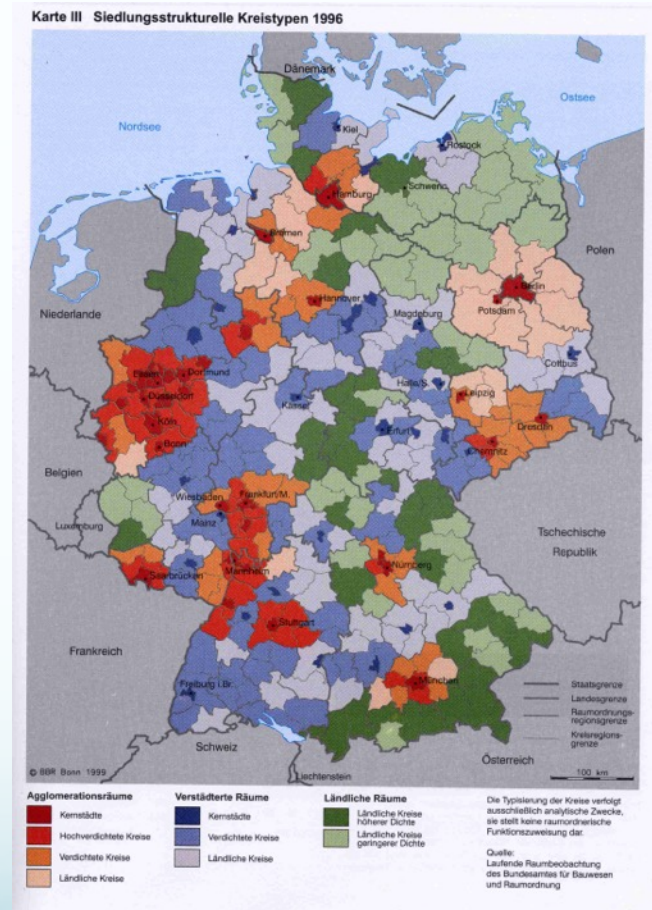 Karte III Siedlungsstrukturelle Kreistypen 1996
Dänemark
Ostsee
Nordsee
Kiel
Rostock
Schwerin
Hamburg
Bremen
Polen
Berlin
Hannover
Potsdam
Niederlande
Magdeburg
Cottbus
Essen
Dortmund
Halle/S.
Leipzig
Düsseldorf
Kassel
Dresden
Köln
Erfurt
Chemnitz
Bonn
Belgien
Wiesbaden
Frankfurt/M.
Mainz
Luxemburg
Tschechische
Republik
Saarbrücken
Mannheim
Nürnberg
Stuttgart
Frankreich
München
Freiburg i.Br.
Staatsgrenze
Landesgrenze
Raumordnungs-
regionsgrenze
Kreisregions-
grenze
Schweiz
Österreich
© BBR Bonn 1999
Liechtenstein
100 km
Agglomerationsräume
Kernstädte
Hochverdichtete Kreise
Verdichtete Kreise
Ländliche Kreise
Verstädterte Räume
Kernstädte
Verdichtete Kreise
Ländliche Kreise
Ländliche Räume
Ländliche Kreise
höherer Dichte
Ländliche Kreise
geringerer Dichte
Die Typisierung der Kreise verfolgt
ausschließlich analytische Zwecke,
sie stellt keine raumordnerische
Funktionszuweisung dar.
Quelle:
Laufende Raumbeobachtung
des Bundesamtes für Bauwesen
und Raumordnung